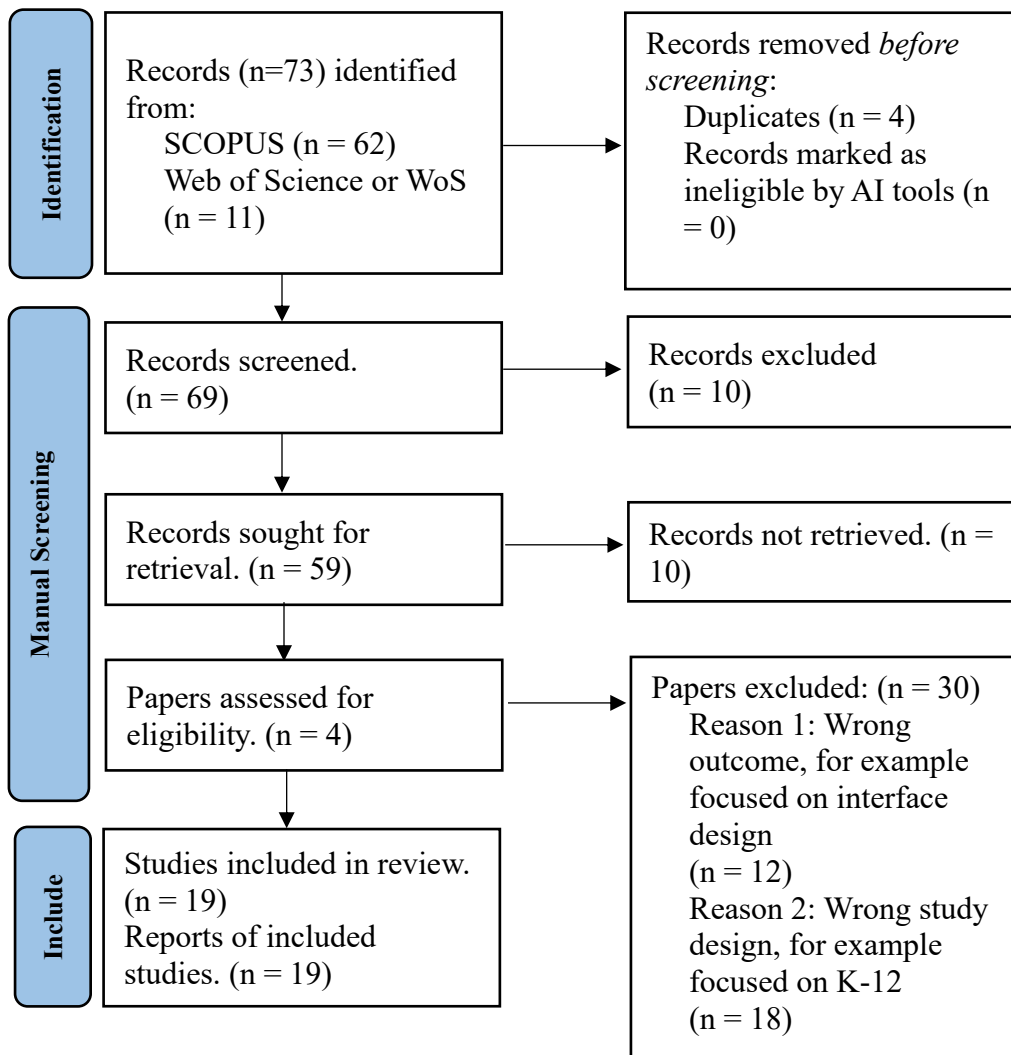 Identification
Records (n=73) identified
from:
SCOPUS (n = 62)
Web of Science or WoS
(n = 11)
Records removed before
screening:
Duplicates (n = 4)
Records marked as
ineligible by AI tools (n
= 0)
Manual Screening
Records screened.
(n = 69)
Records excluded
(n = 10)
Records sought for
retrieval. (n = 59)
Records not retrieved. (n =
10)
Papers assessed for
eligibility. (n = 4)
Papers excluded: (n = 30)
Reason 1: Wrong
outcome, for example
focused on interface
design
(n = 12)
Reason 2: Wrong study
design, for example
focused on K-12
(n = 18)
Include
Studies included in review.
(n = 19)
Reports of included
studies. (n = 19)